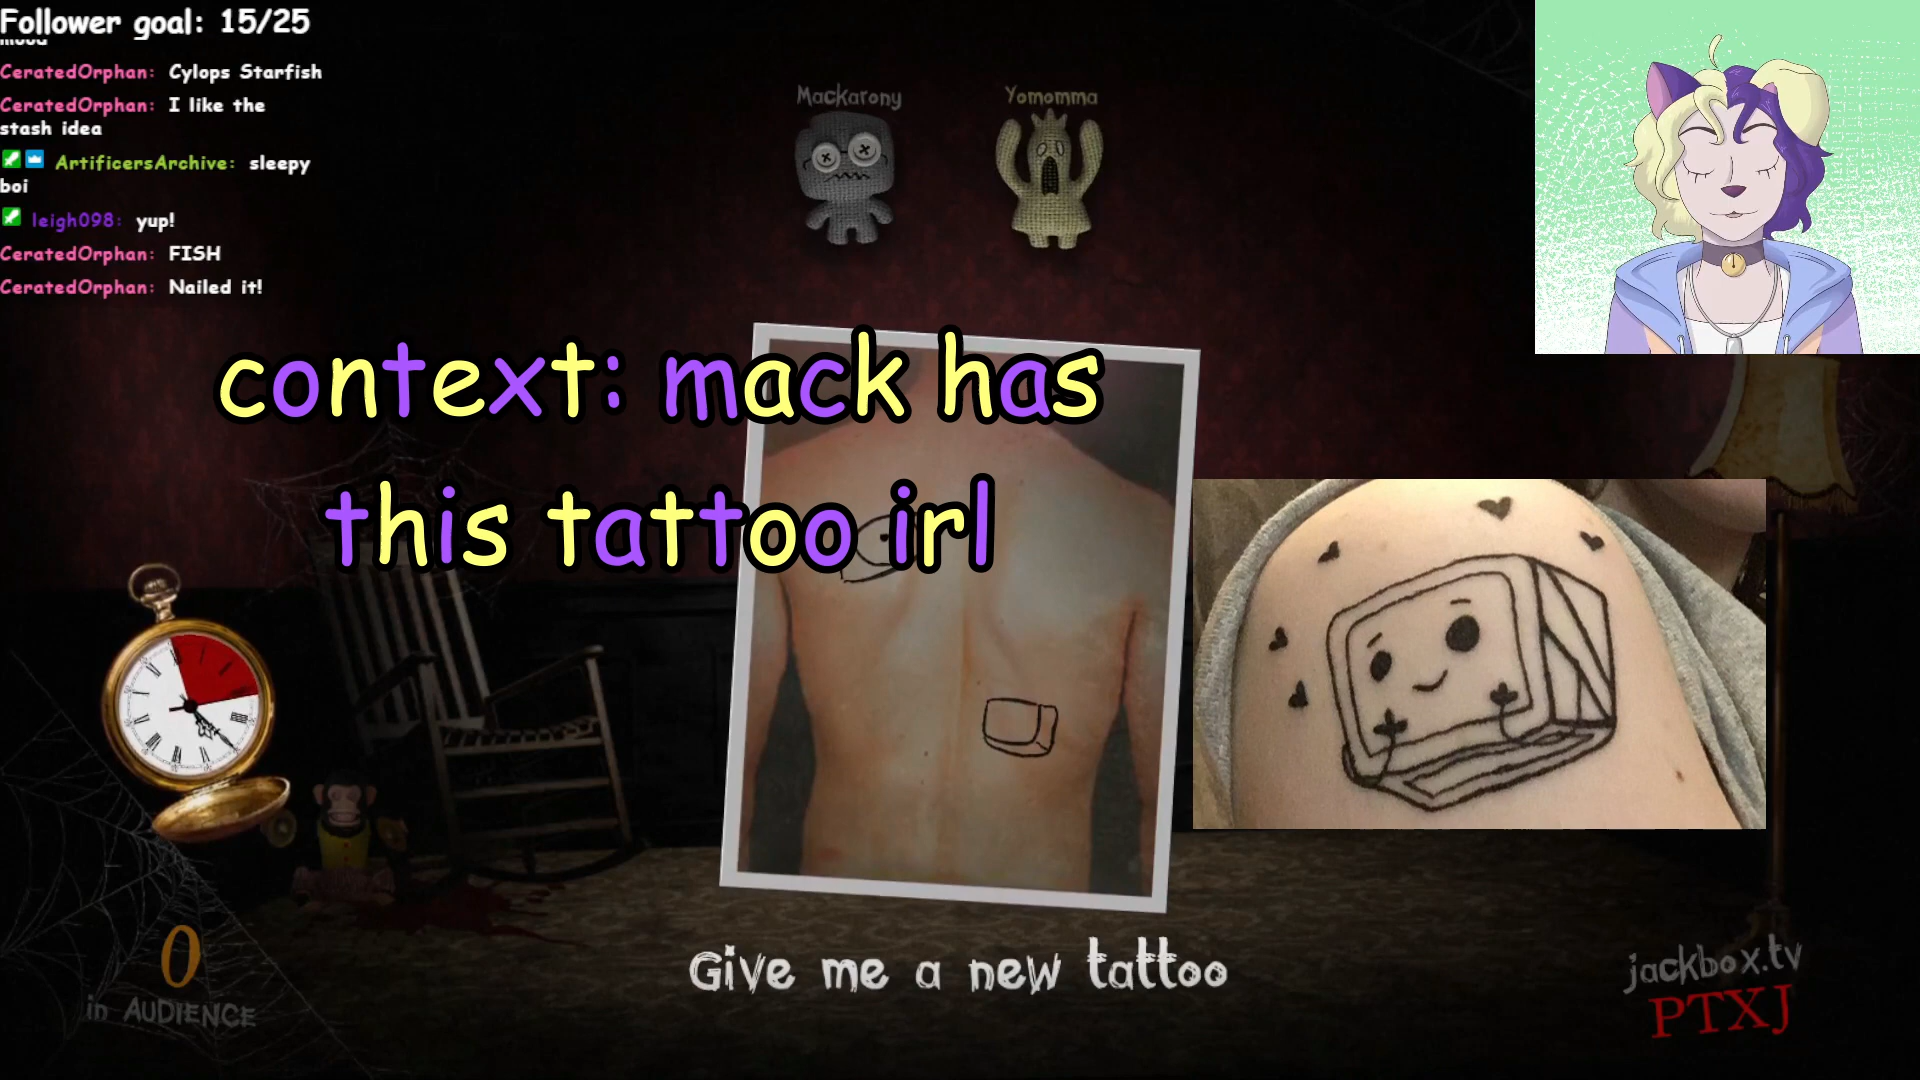 Follower goal: 15/25
CeratedOrphan: Cylops Starfish
CeratedOrphan: I like the
stash idea
ArtificersArchive: sleepy
boi
leigh098: yup!
CeratedOrphan: FISH
CeratedOrphan: Nailed it!
Mackarony
Yomomma
context: mack has
this tattoo irl
0
in AUDIENCE
Give me a new tattoo
jackbox.tv
PTXJ